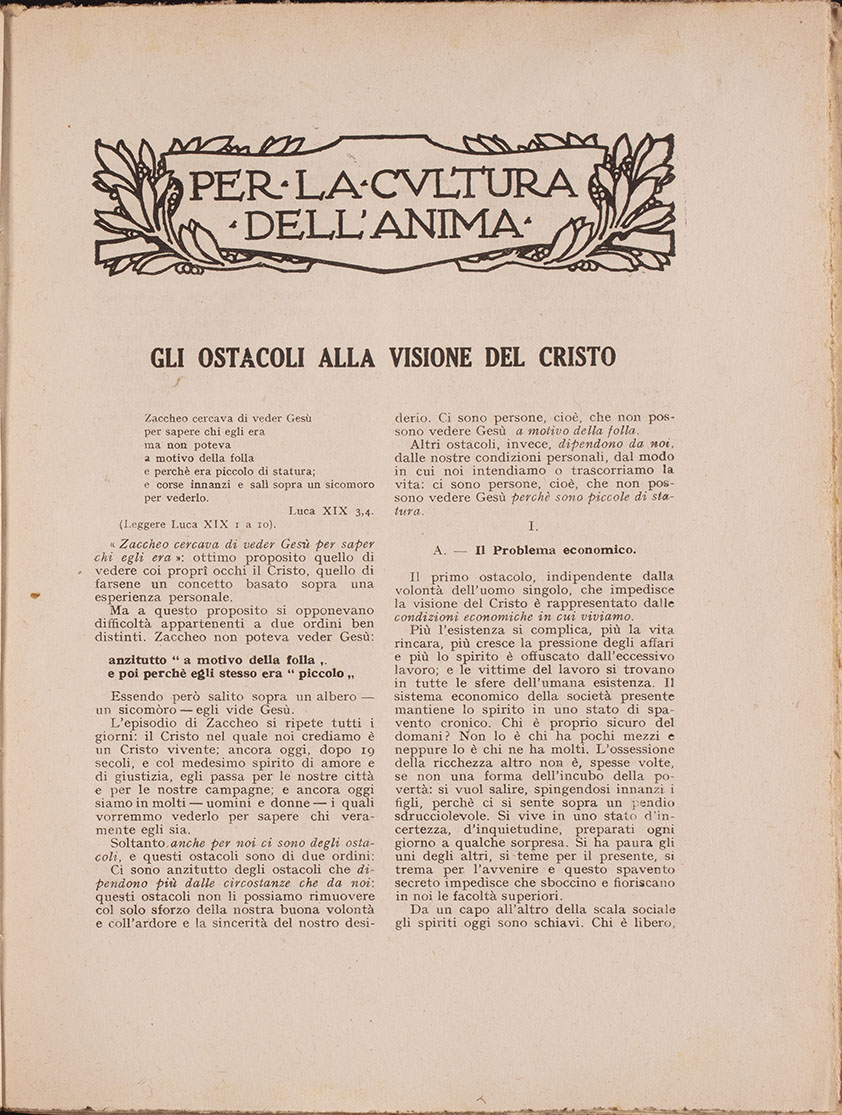 PER·LA·CVLTURA
·DELL'ANIMA·
GLI OSTACOLI ALLA VISIONE DEL CRISTO
Zaccheo cercava di veder Gesù
per sapere chi egli era
ma non poteva
a motivo della folla
e perchè era piccolo di statura;
e corse innanzi e salì sopra un sicomoro
per vederlo.
Luca XIX 3,4.
(Leggere Luca XIX 1 a 10).
« Zaccheo cercava di veder Gesù per saper
chi egli era »: ottimo proposito quello di
vedere coi proprî occhi il Cristo, quello di
farsene un concetto basato sopra una
esperienza personale.
Ma a questo proposito si opponevano
difficoltà appartenenti a due ordini ben
distinti. Zaccheo non poteva veder Gesù:
anzitutto “ a motivo della folla „
e poi perchè egli stesso era “ piccolo „
Essendo però salito sopra un albero —
un sicomòro — egli vide Gesù.
L'episodio di Zaccheo si ripete tutti i
giorni: il Cristo nel quale noi crediamo è
un Cristo vivente; ancora oggi, dopo 19
secoli, e col medesimo spirito di amore e
di giustizia, egli passa per le nostre città
e per le nostre campagne; e ancora oggi
siamo in molti — uomini e donne — i quali
vorremmo vederlo per sapere chi vera-
mente egli sia.
Soltanto anche per noi ci sono degli osta-
coli, e questi ostacoli sono di due ordini:
Ci sono anzitutto degli ostacoli che di-
pendono più dalle circostanze che da noi:
questi ostacoli non li possiamo rimuovere
col solo sforzo della nostra buona volontà
e coll'ardore e la sincerità del nostro desi-
derio. Ci sono persone, cioè, che non pos-
sono vedere Gesù a motivo della folla.
Altri ostacoli, invece, dipendono da noi,
dalle nostre condizioni personali, dal modo
in cui noi intendiamo o trascorriamo la
vita: ci sono persone, cioè, che non pos-
sono vedere Gesù perchè sono piccole di sta-
tura.
I.
A. — Il Problema economico.
Il primo ostacolo, indipendente dalla
volontà dell'uomo singolo, che impedisce
la visione del Cristo è rappresentato dalle
condizioni economiche in cui viviamo.
Più l'esistenza si complica, più la vita
rincara, più cresce la pressione degli affari
e più lo spirito è offuscato dall'eccessivo
lavoro; e le vittime del lavoro si trovano
in tutte le sfere dell'umana esistenza. Il
sistema economico della società presente
mantiene lo spirito in uno stato di spa-
vento cronico. Chi è proprio sicuro del
domani? Non lo è chi ha pochi mezzi e
neppure lo è chi ne ha molti. L'ossessione
della ricchezza altro non è, spesse volte,
se non una forma dell'incubo della po-
vertà: si vuol salire, spingendosi innanzi i
figli, perchè ci si sente sopra un pendio
sdrucciolevole. Si vive in uno stato d'in-
certezza, d'inquietudine, preparati ogni
giorno a qualche sorpresa. Si ha paura gli
uni degli altri, si teme per il presente, si
trema per l'avvenire e questo spavento
secreto impedisce che sboccino e fioriscano
in noi le facoltà superiori.
Da un capo all'altro della scala sociale
gli spiriti oggi sono schiavi. Chi è libero,